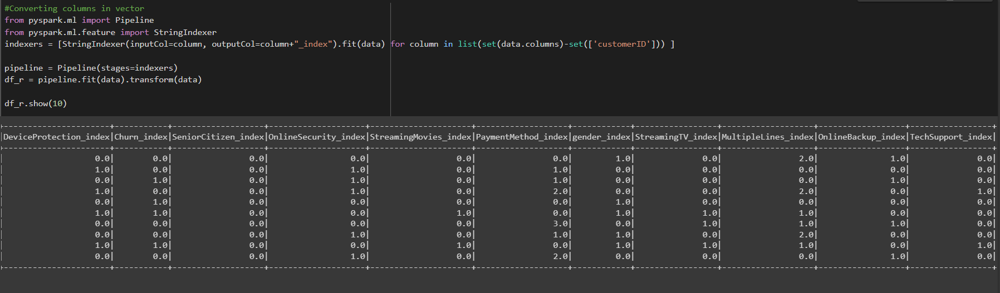 #Converting columns in vector
from pyspark.ml import Pipeline
from pyspark.ml.feature import StringIndexer
indexers = [StringIndexer(inputCol=column, outputCol=column+"_index").fit(data) for column in list(set(data.columns)-set(['customerID'])) ]
pipeline = Pipeline(stages=indexers)
df_r = pipeline.fit(data).transform(data)
df_r.show(10)
+--------------------+-----------+-------------------+--------------------+---------------------+-------------------+------------+-----------------+-------------------+------------------+-----------------+
|DeviceProtection_index|Churn_index|SeniorCitizen_index|OnlineSecurity_index|StreamingMovies_index|PaymentMethod_index|gender_index|StreamingTV_index|MultipleLines_index|OnlineBackup_index|TechSupport_index|
+--------------------+-----------+-------------------+--------------------+---------------------+-------------------+------------+-----------------+-------------------+------------------+-----------------+
| 0.0| 0.0| 0.0| 0.0| 0.0| 0.0| 1.0| 0.0| 2.0| 1.0| 0.0|
| 1.0| 0.0| 0.0| 1.0| 0.0| 1.0| 0.0| 0.0| 0.0| 0.0| 0.0|
| 0.0| 1.0| 0.0| 1.0| 0.0| 1.0| 0.0| 0.0| 0.0| 1.0| 0.0|
| 1.0| 0.0| 0.0| 1.0| 0.0| 2.0| 0.0| 0.0| 2.0| 0.0| 1.0|
| 0.0| 1.0| 0.0| 0.0| 0.0| 0.0| 1.0| 0.0| 0.0| 0.0| 0.0|
| 1.0| 1.0| 0.0| 0.0| 1.0| 0.0| 1.0| 1.0| 1.0| 0.0| 0.0|
| 0.0| 0.0| 0.0| 0.0| 0.0| 3.0| 0.0| 1.0| 1.0| 1.0| 0.0|
| 0.0| 0.0| 0.0| 1.0| 0.0| 1.0| 1.0| 0.0| 2.0| 0.0| 0.0|
| 1.0| 1.0| 0.0| 0.0| 1.0| 0.0| 1.0| 1.0| 1.0| 0.0| 1.0|
| 0.0| 0.0| 0.0| 1.0| 0.0| 2.0| 0.0| 0.0| 0.0| 1.0| 0.0|
+--------------------+-----------+-------------------+--------------------+---------------------+-------------------+------------+-----------------+-------------------+------------------+-----------------+